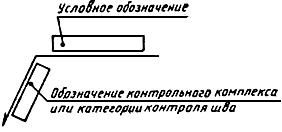 Условное обозначение
Обозначение контрольного комплекса
или категории контроля шва